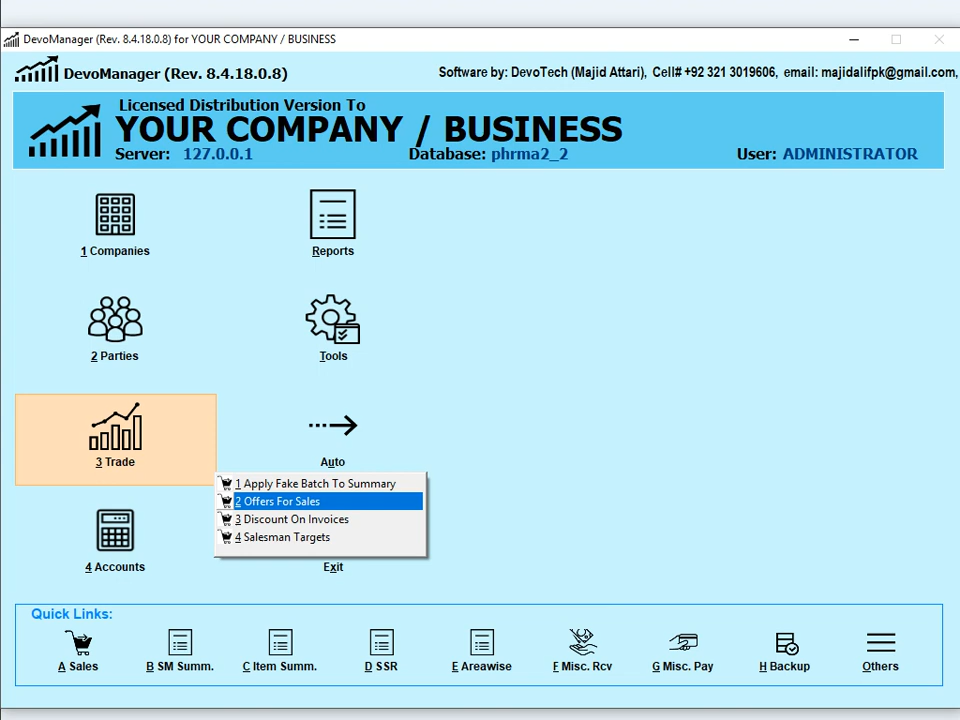 DevoManager (Rev. 8.4.18.0.8) for YOUR COMPANY / BUSINESS
DevoManager (Rev. 8.4.18.0.8)
Software by: DevoTech (Majid Attari), Cell# +92 321 3019606, email: majidalifpk@gmail.com,
Licensed Distribution Version To
YOUR COMPANY / BUSINESS
Server: 127.0.0.1
Database: phrma2_2
User: ADMINISTRATOR
1 Companies
Reports
2 Parties
Tools
3 Trade
Auto
1 Apply Fake Batch To Summary
2 Offers For Sales
3 Discount On Invoices
4 Salesman Targets
4 Accounts
Exit
Quick Links:
A Sales
B SM Summ.
C Item Summ.
D SSR
E Areawise
F Misc. Rcv
G Misc. Pay
H Backup
Others